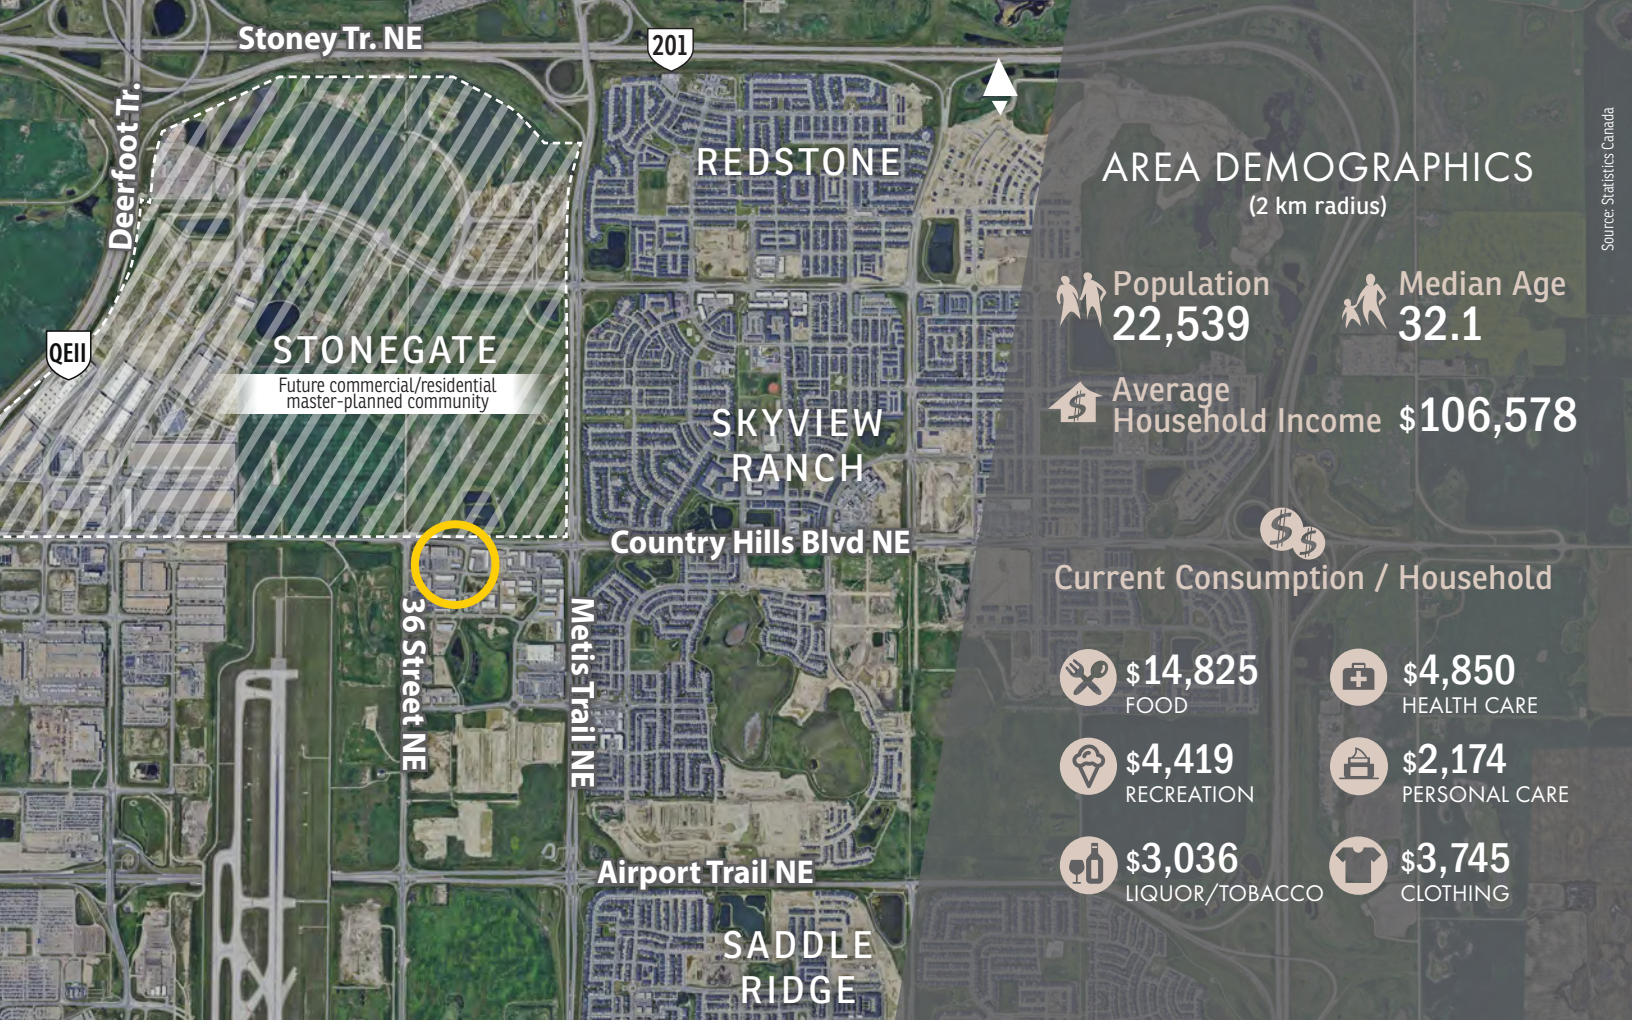 Stoney Tr. NE
201
Deerfoot Tr.
REDSTONE
QEII
STONEGATE
Future commercial/residential
master-planned community
SKYVIEW
RANCH
Country Hills Blvd NE
36 Street NE
Metis Trail NE
Airport Trail NE
SADDLE
RIDGE
AREA DEMOGRAPHICS
(2 km radius)
Source: Statistics Canada
Population
22,539
Median Age
32.1
Average
Household Income $106,578
Current Consumption / Household
$14,825
FOOD
$4,850
HEALTH CARE
$4,419
RECREATION
$2,174
PERSONAL CARE
$3,036
LIQUOR/TOBACCO
$3,745
CLOTHING